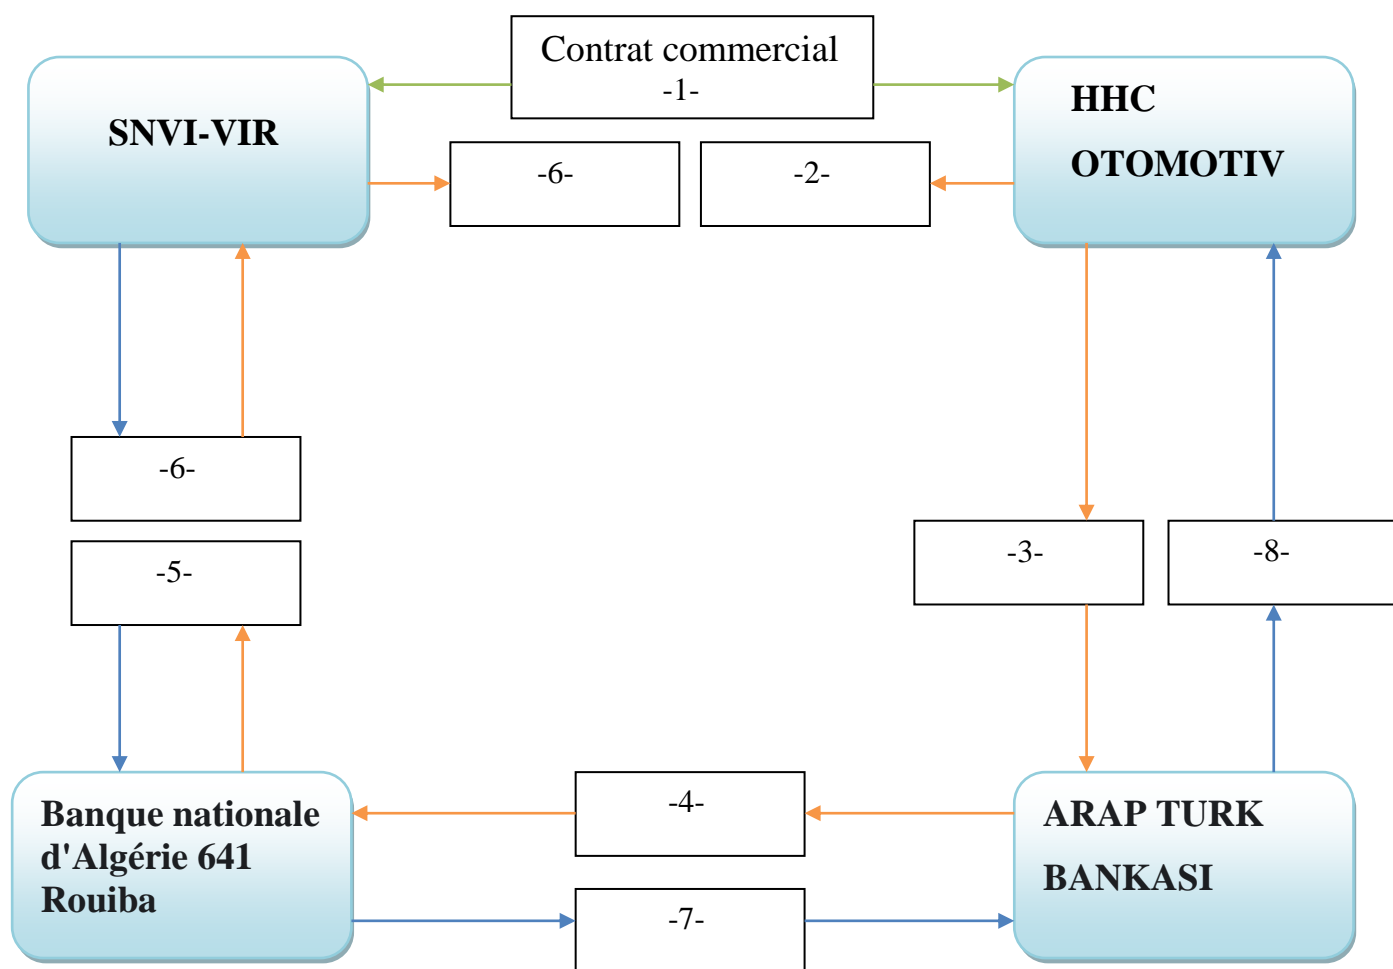 Contrat commercial
-1-
SNVI-VIR
HHC
OTOMOTIV
-6-
-2-
-6-
-5-
-3-
-8-
Banque nationale
d'Algérie 641
Rouiba
-4-
-7-
ARAP TURK
BANKASI